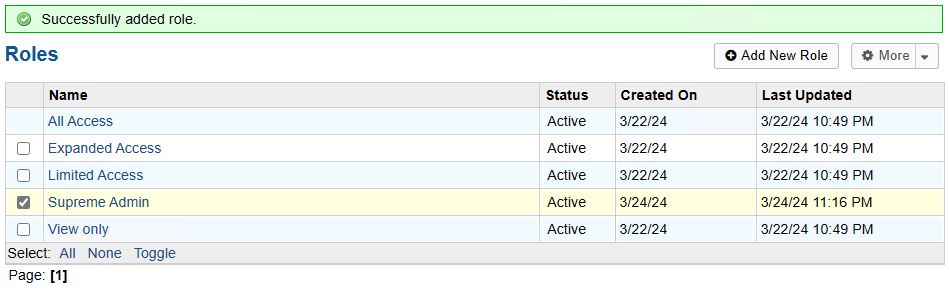 Successfully added role.
Roles
Add New Role
More
Name Status Created On Last Updated
All Access Active 3/22/24 3/22/24 10:49 PM
Expanded Access Active 3/22/24 3/22/24 10:49 PM
Limited Access Active 3/22/24 3/22/24 10:49 PM
Supreme Admin Active 3/24/24 3/24/24 11:16 PM
View only Active 3/22/24 3/22/24 10:49 PM
Select: All None Toggle
Page: [1]